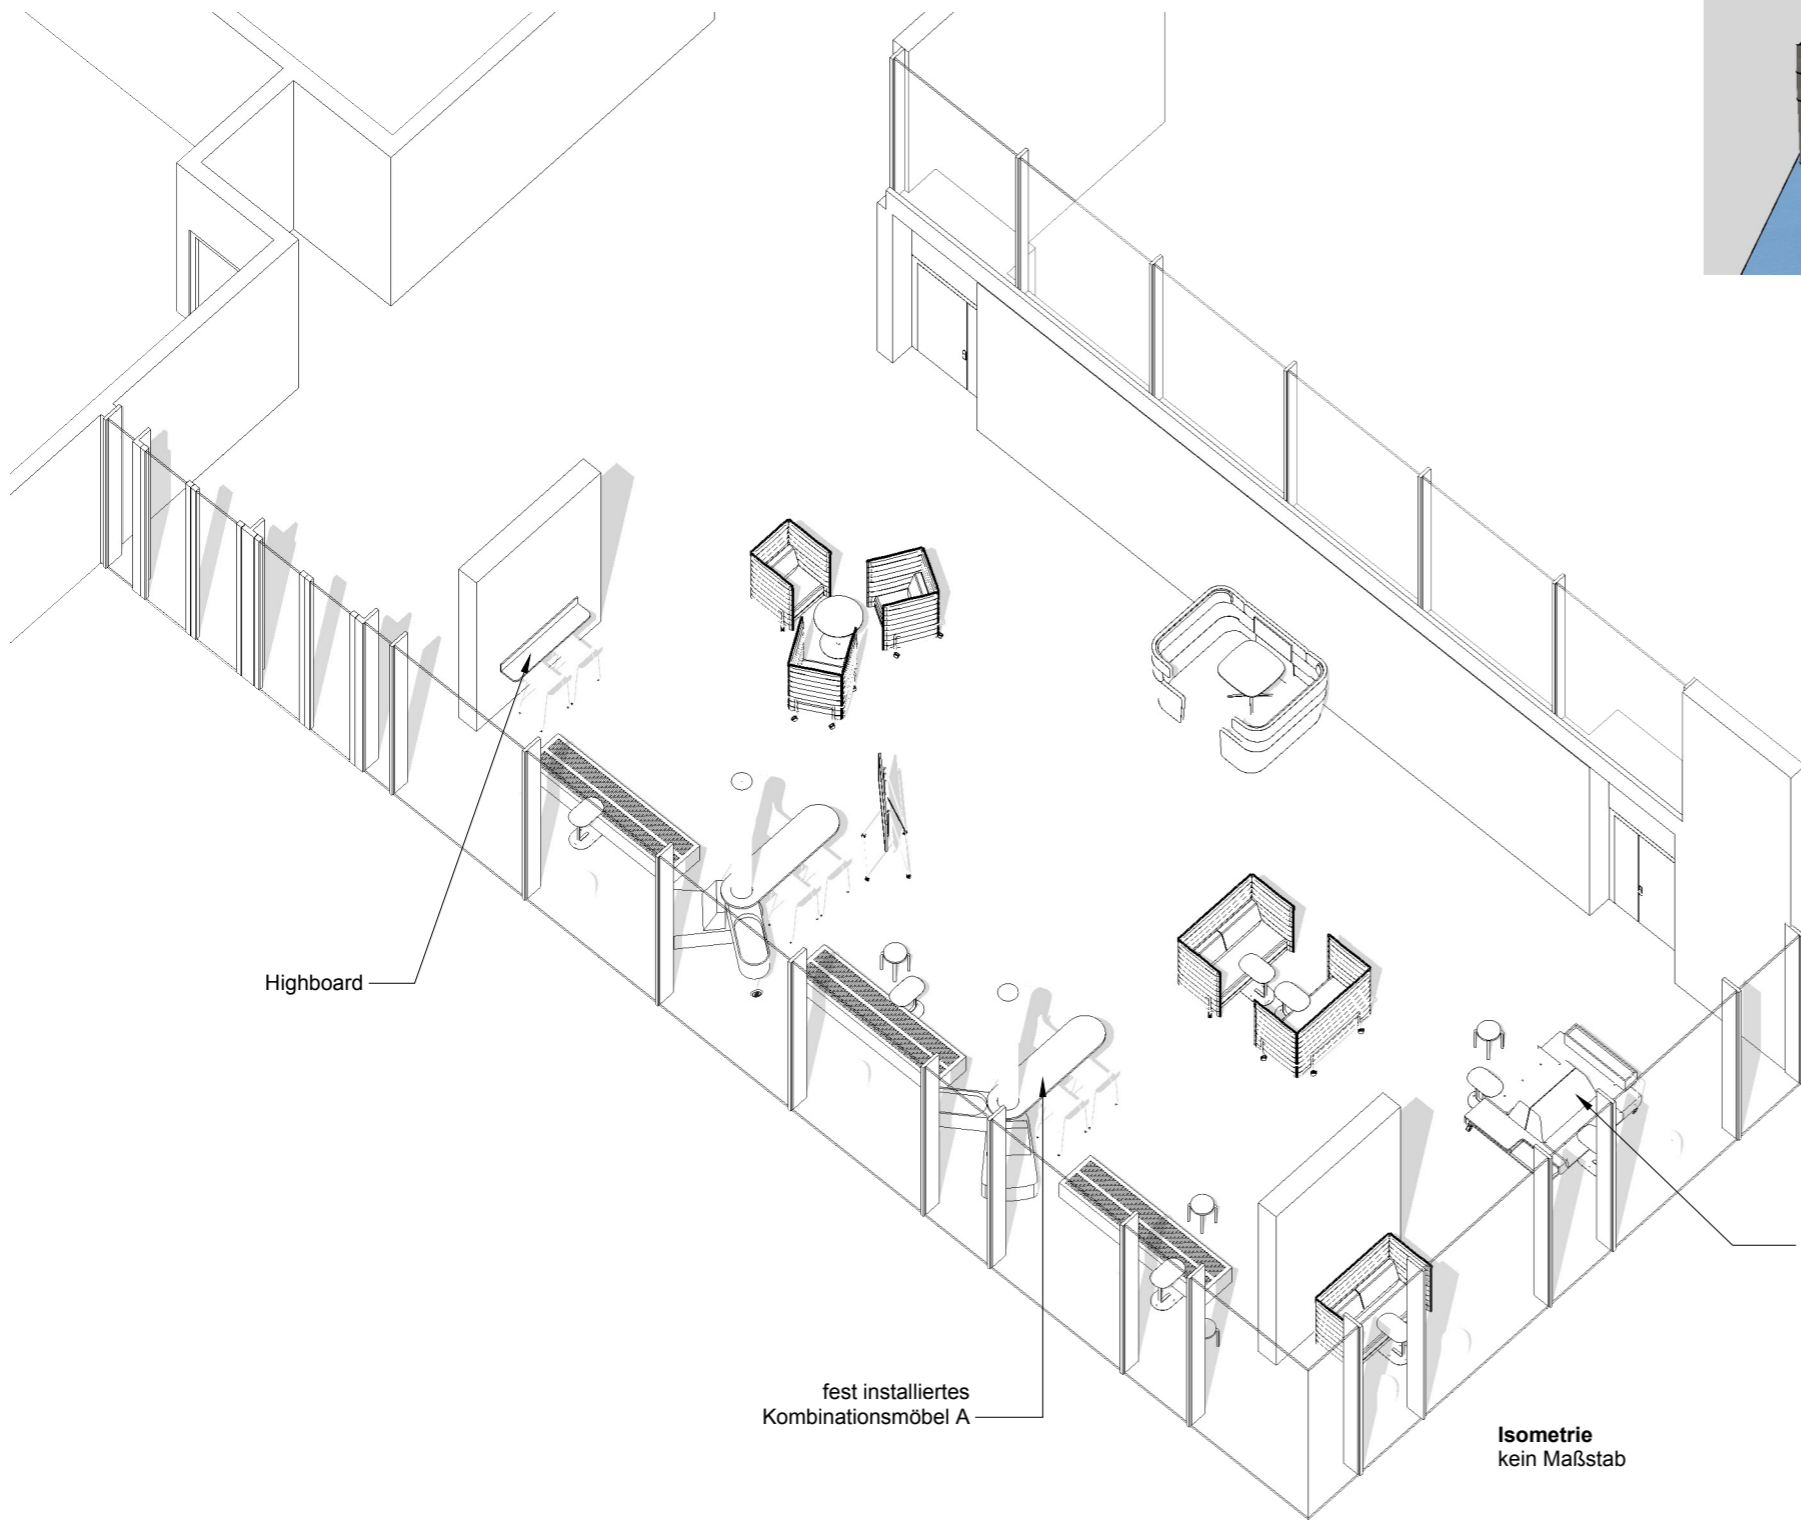 Highboard
fest installiertes
Kombinationsmöbel A
Isometrie
kein Maßstab